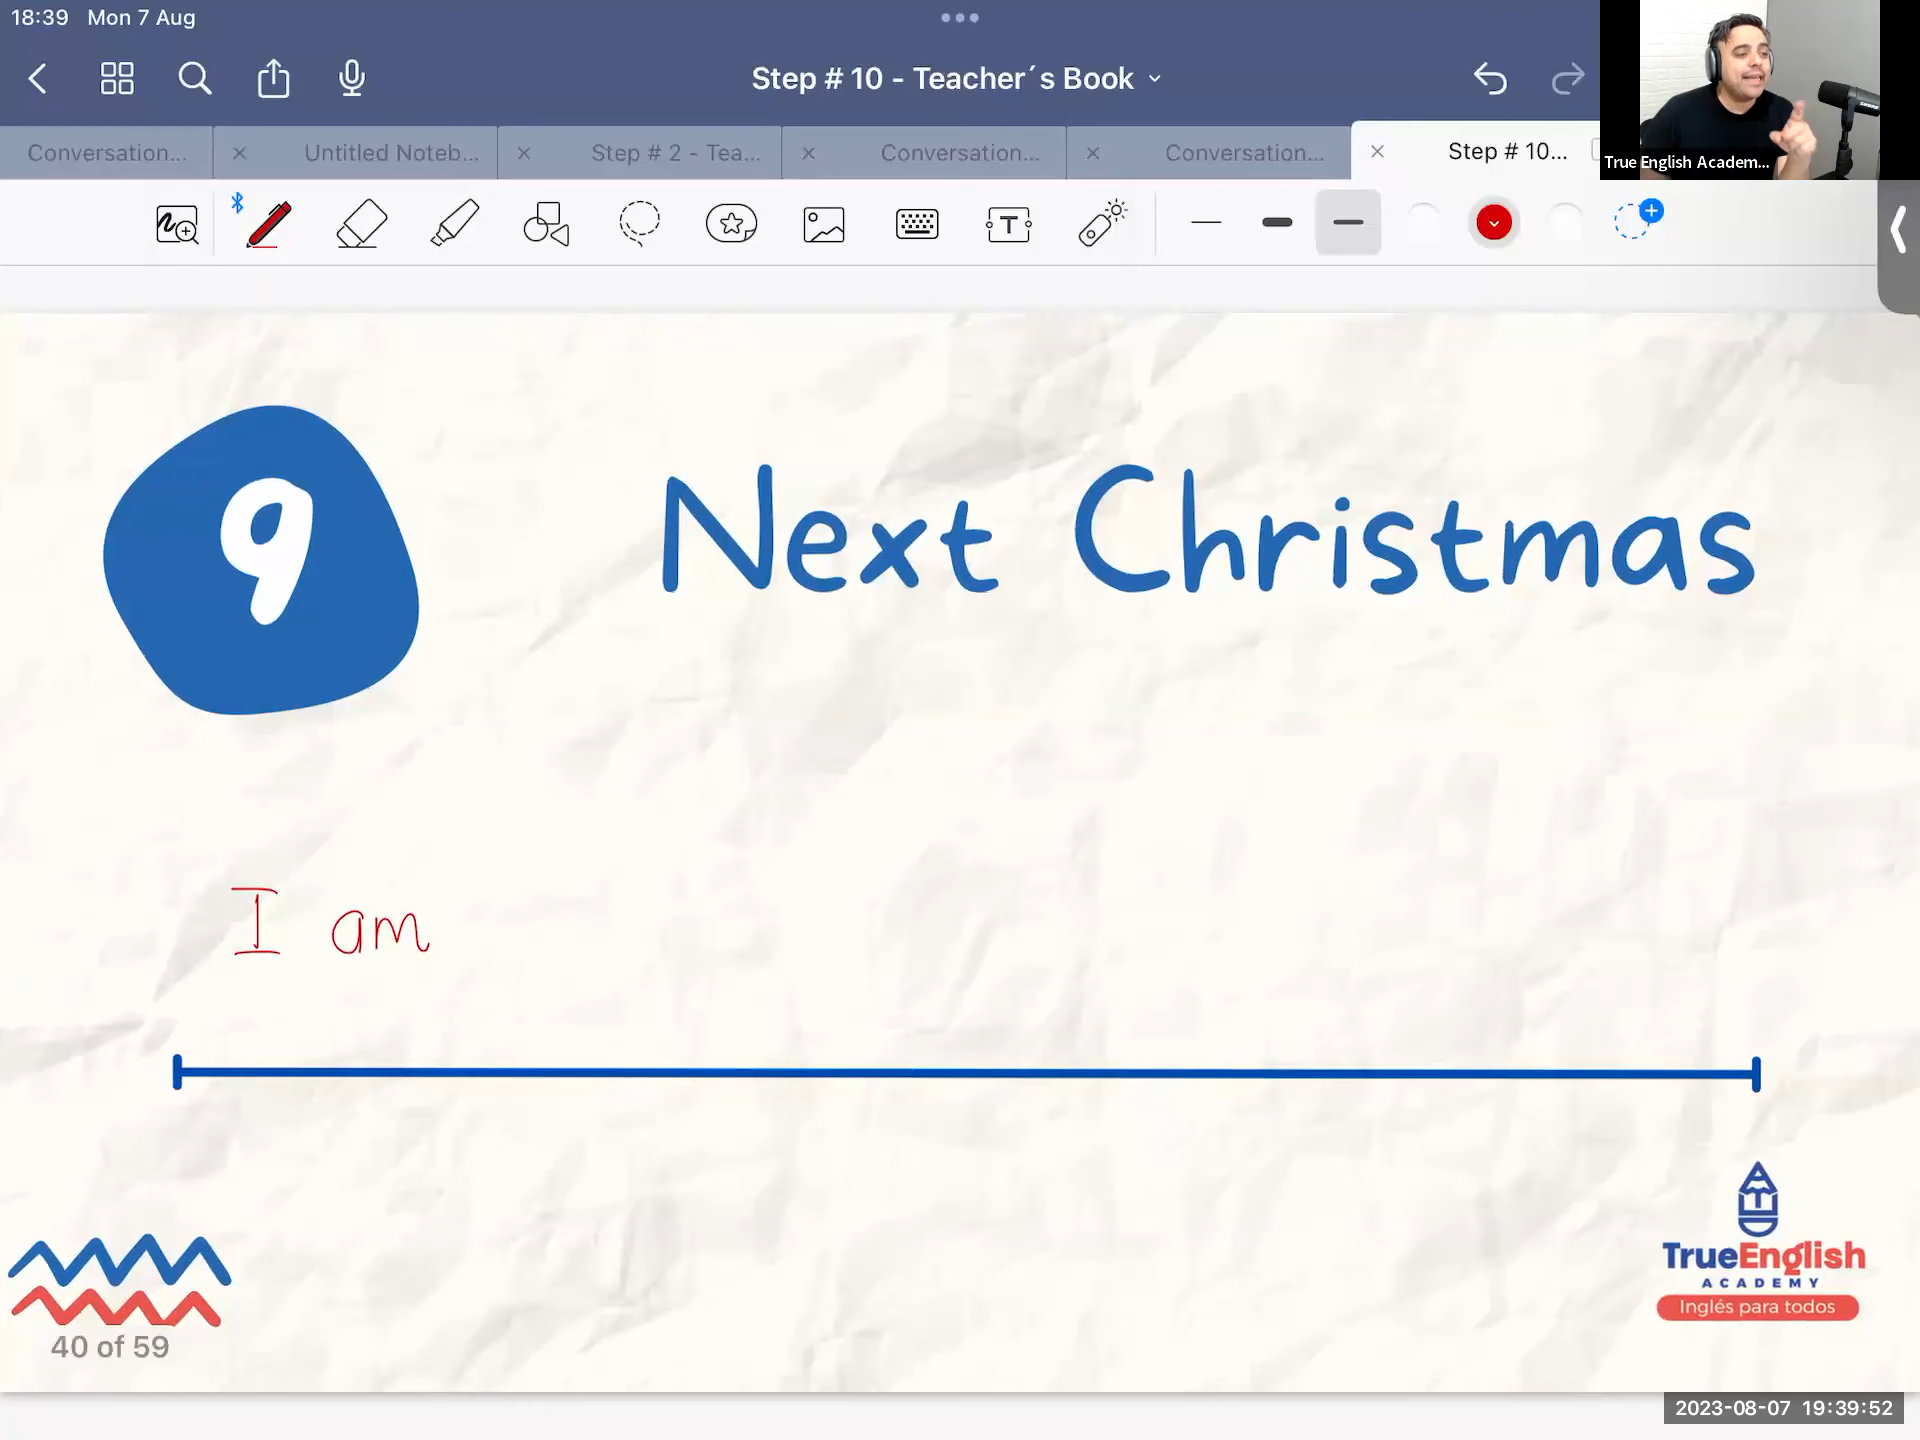 18:39 Mon 7 Aug
Step # 10 - Teacher´s Book
Conversation... Untitled Noteb... Step # 2 - Tea... Conversation... Conversation... Step # 10...
True English Academ...
9
Next Christmas
I am
TrueEnglish
ACADEMY
Inglés para todos
40 of 59
2023-08-07 19:39:52